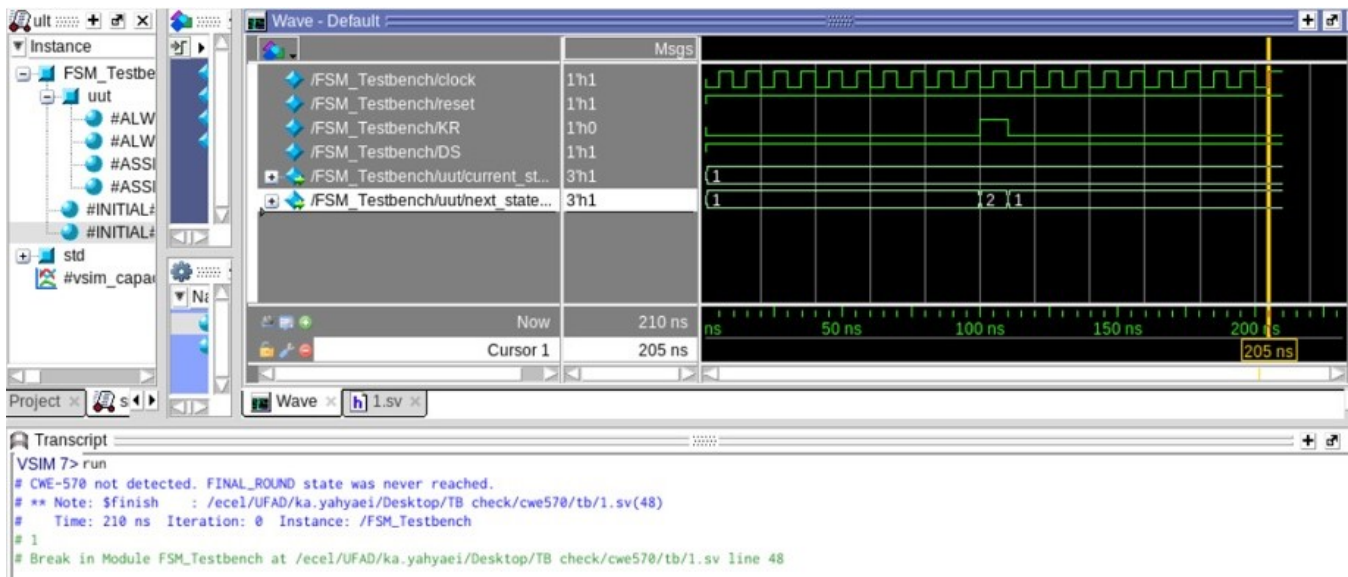 ult
Wave - Default
Instance
Msgs
FSM_Testbe
uut
#ALW
#ALW
#ASSI
#ASSI
#INITIAL#
#INITIAL#
std
#vsim_capac
/FSM_Testbench/clock 1'h1
/FSM_Testbench/reset 1'h1
/FSM_Testbench/KR 1'h0
/FSM_Testbench/DS 1'h1
/FSM_Testbench/uut/current_st... 3'h1 1
/FSM_Testbench/uut/next_state... 3'h1 1 2 1
Na
Now 210 ns
ns 50 ns 100 ns 150 ns 200 ns
Cursor 1 205 ns 205 ns
Project
s
Wave
1.sv
Transcript
VSIM 7> run
# CWE-570 not detected. FINAL_ROUND state was never reached.
# ** Note: $finish : /ecel/UFAD/ka.yahyaei/Desktop/TB check/cwe570/tb/1.sv(48)
# Time: 210 ns Iteration: 0 Instance: /FSM_Testbench
# 1
# Break in Module FSM_Testbench at /ecel/UFAD/ka.yahyaei/Desktop/TB check/cwe570/tb/1.sv line 48